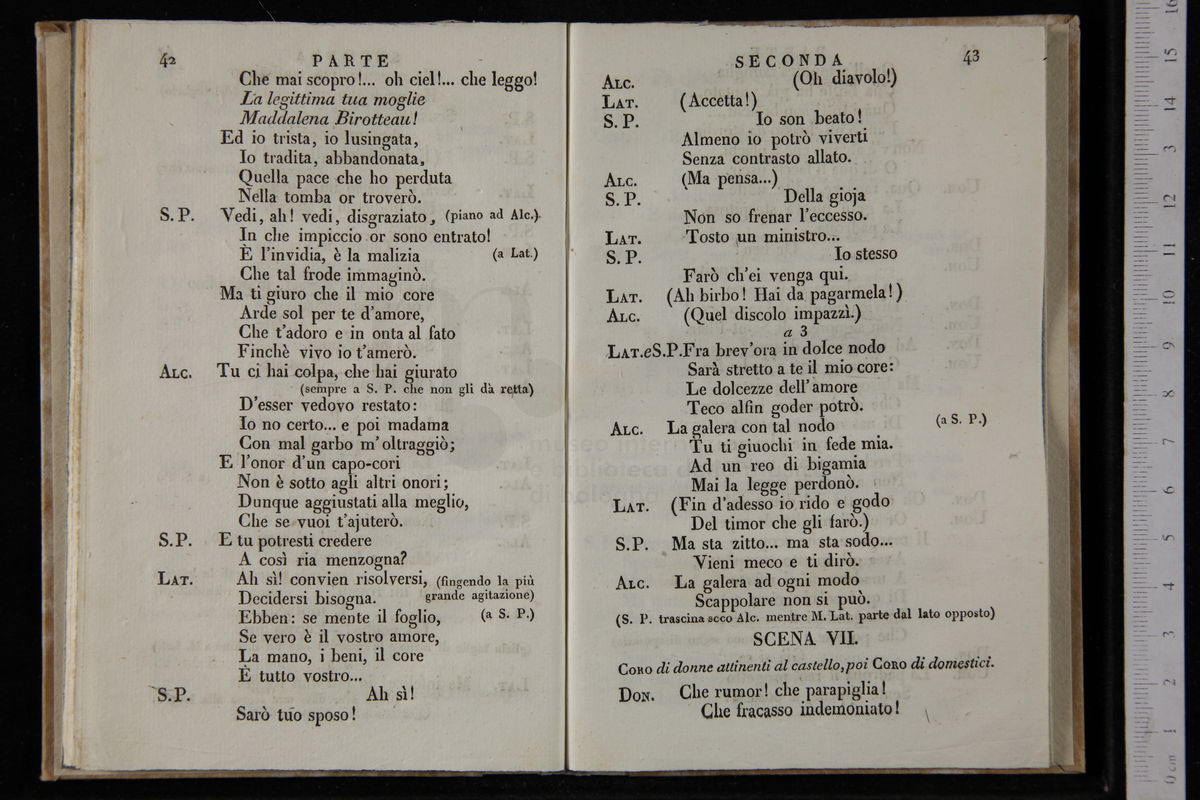 42
PARTE
Che mai scopro!... oh ciel!... che leggo!
La legittima tua moglie
Maddalena Birotteau!
Ed io trista, io lusingata,
Io tradita, abbandonata,
Quella pace che ho perduta
Nella tomba or troverò.
S. P. Vedi, ah! vedi, disgraziato, (piano ad Alc.)
In che impiccio or sono entrato!
È l'invidia, è la malizia (a Lat.)
Che tal frode immaginò.
Ma ti giuro che il mio core
Arde sol per te d'amore,
Che t'adoro e in onta al fato
Finchè vivo io t'amerò.
ALC. Tu ci hai colpa, che hai giurato
(sempre a S. P. che non gli dà retta)
D'esser vedovo restato:
Io no certo... e poi madama
Con mal garbo m'oltraggiò;
E l'onor d'un capo-cori
Non è sotto agli altri onori;
Dunque aggiustati alla meglio,
Che se vuoi t'ajuterò.
S. P. E tu potresti credere
A così ria menzogna?
LAT. Ah sì! convien risolversi, (fingendo la più
Decidersi bisogna. grande agitazione)
Ebben: se mente il foglio, (a S. P.)
Se vero è il vostro amore,
La mano, i beni, il core
È tutto vostro...
S. P. Ah sì!
Sarò tuo sposo!
SECONDA
43
ALC. (Oh diavolo!)
LAT. (Accetta!)
S. P. Io son beato!
Almeno io potrò viverti
Senza contrasto allato.
ALC. (Ma pensa...)
S. P. Della gioja
Non so frenar l'eccesso.
LAT. Tosto un ministro...
S. P. Io stesso
Farò ch'ei venga qui.
LAT. (Ah birbo! Hai da pagarmela!)
ALC. (Quel discolo impazzì.)
a 3
LAT. e S. P. Fra brev'ora in dolce nodo
Sarà stretto a te il mio core:
Le dolcezze dell'amore
Teco alfin goder potrò.
ALC. La galera con tal nodo (a S. P.)
Tu ti giuochi in fede mia.
Ad un reo di bigamia
Mai la legge perdonò.
LAT. (Fin d'adesso io rido e godo
Del timor che gli farò.)
S. P. Ma sta zitto... ma sta sodo...
Vieni meco e ti dirò.
ALC. La galera ad ogni modo
Scappolare non si può.
(S. P. trascina seco Alc. mentre M. Lat. parte dal lato opposto)
SCENA VII.
CORO di donne attinenti al castello, poi CORO di domestici.
DON. Che rumor! che parapiglia!
Che fracasso indemoniato!